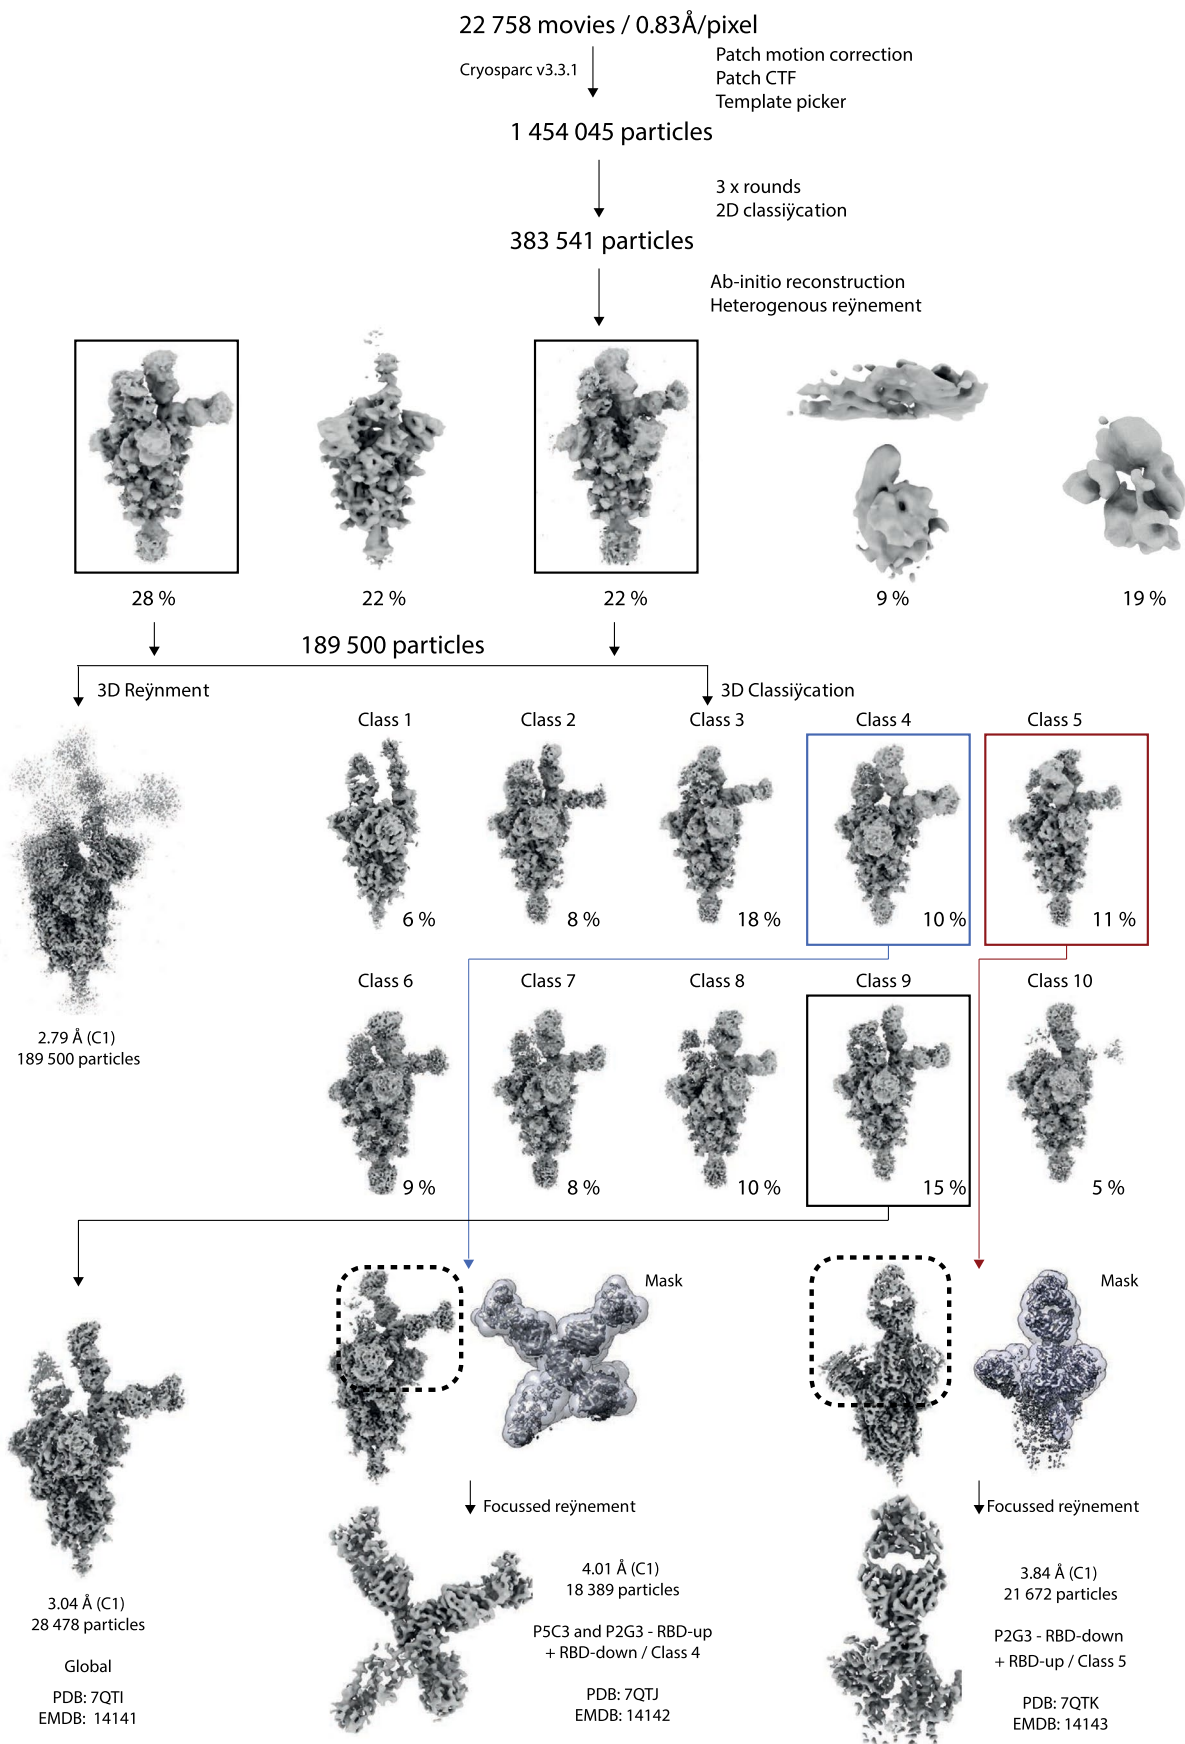 22 758 movies / 0.83Å/pixel
Cryosparc v3.3.1
Patch motion correction
Patch CTF
Template picker
1 454 045 particles
3 x rounds
2D classiÿcation
383 541 particles
Ab-initio reconstruction
Heterogenous reÿnement
28 %
22 %
22 %
9 %
19 %
189 500 particles
3D Reÿnment
3D Classiÿcation
Class 1
Class 2
Class 3
Class 4
Class 5
6 %
8 %
18 %
10 %
11 %
Class 6
Class 7
Class 8
Class 9
Class 10
2.79 Å (C1)
189 500 particles
9 %
8 %
10 %
15 %
5 %
Mask
Mask
Focussed reÿnement
Focussed reÿnement
3.04 Å (C1)
28 478 particles
Global
PDB: 7QTI
EMDB: 14141
4.01 Å (C1)
18 389 particles
P5C3 and P2G3 - RBD-up
+ RBD-down / Class 4
PDB: 7QTJ
EMDB: 14142
3.84 Å (C1)
21 672 particles
P2G3 - RBD-down
+ RBD-up / Class 5
PDB: 7QTK
EMDB: 14143